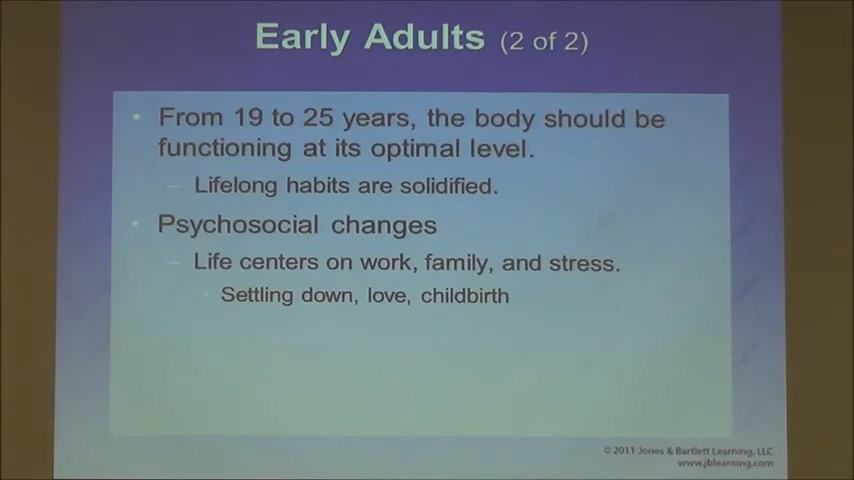 Early Adults (2 of 2)
• From 19 to 25 years, the body should be
functioning at its optimal level.
– Lifelong habits are solidified.
• Psychosocial changes
– Life centers on work, family, and stress.
• Settling down, love, childbirth
© 2011 Jones & Bartlett Learning, LLC
www.jblearning.com